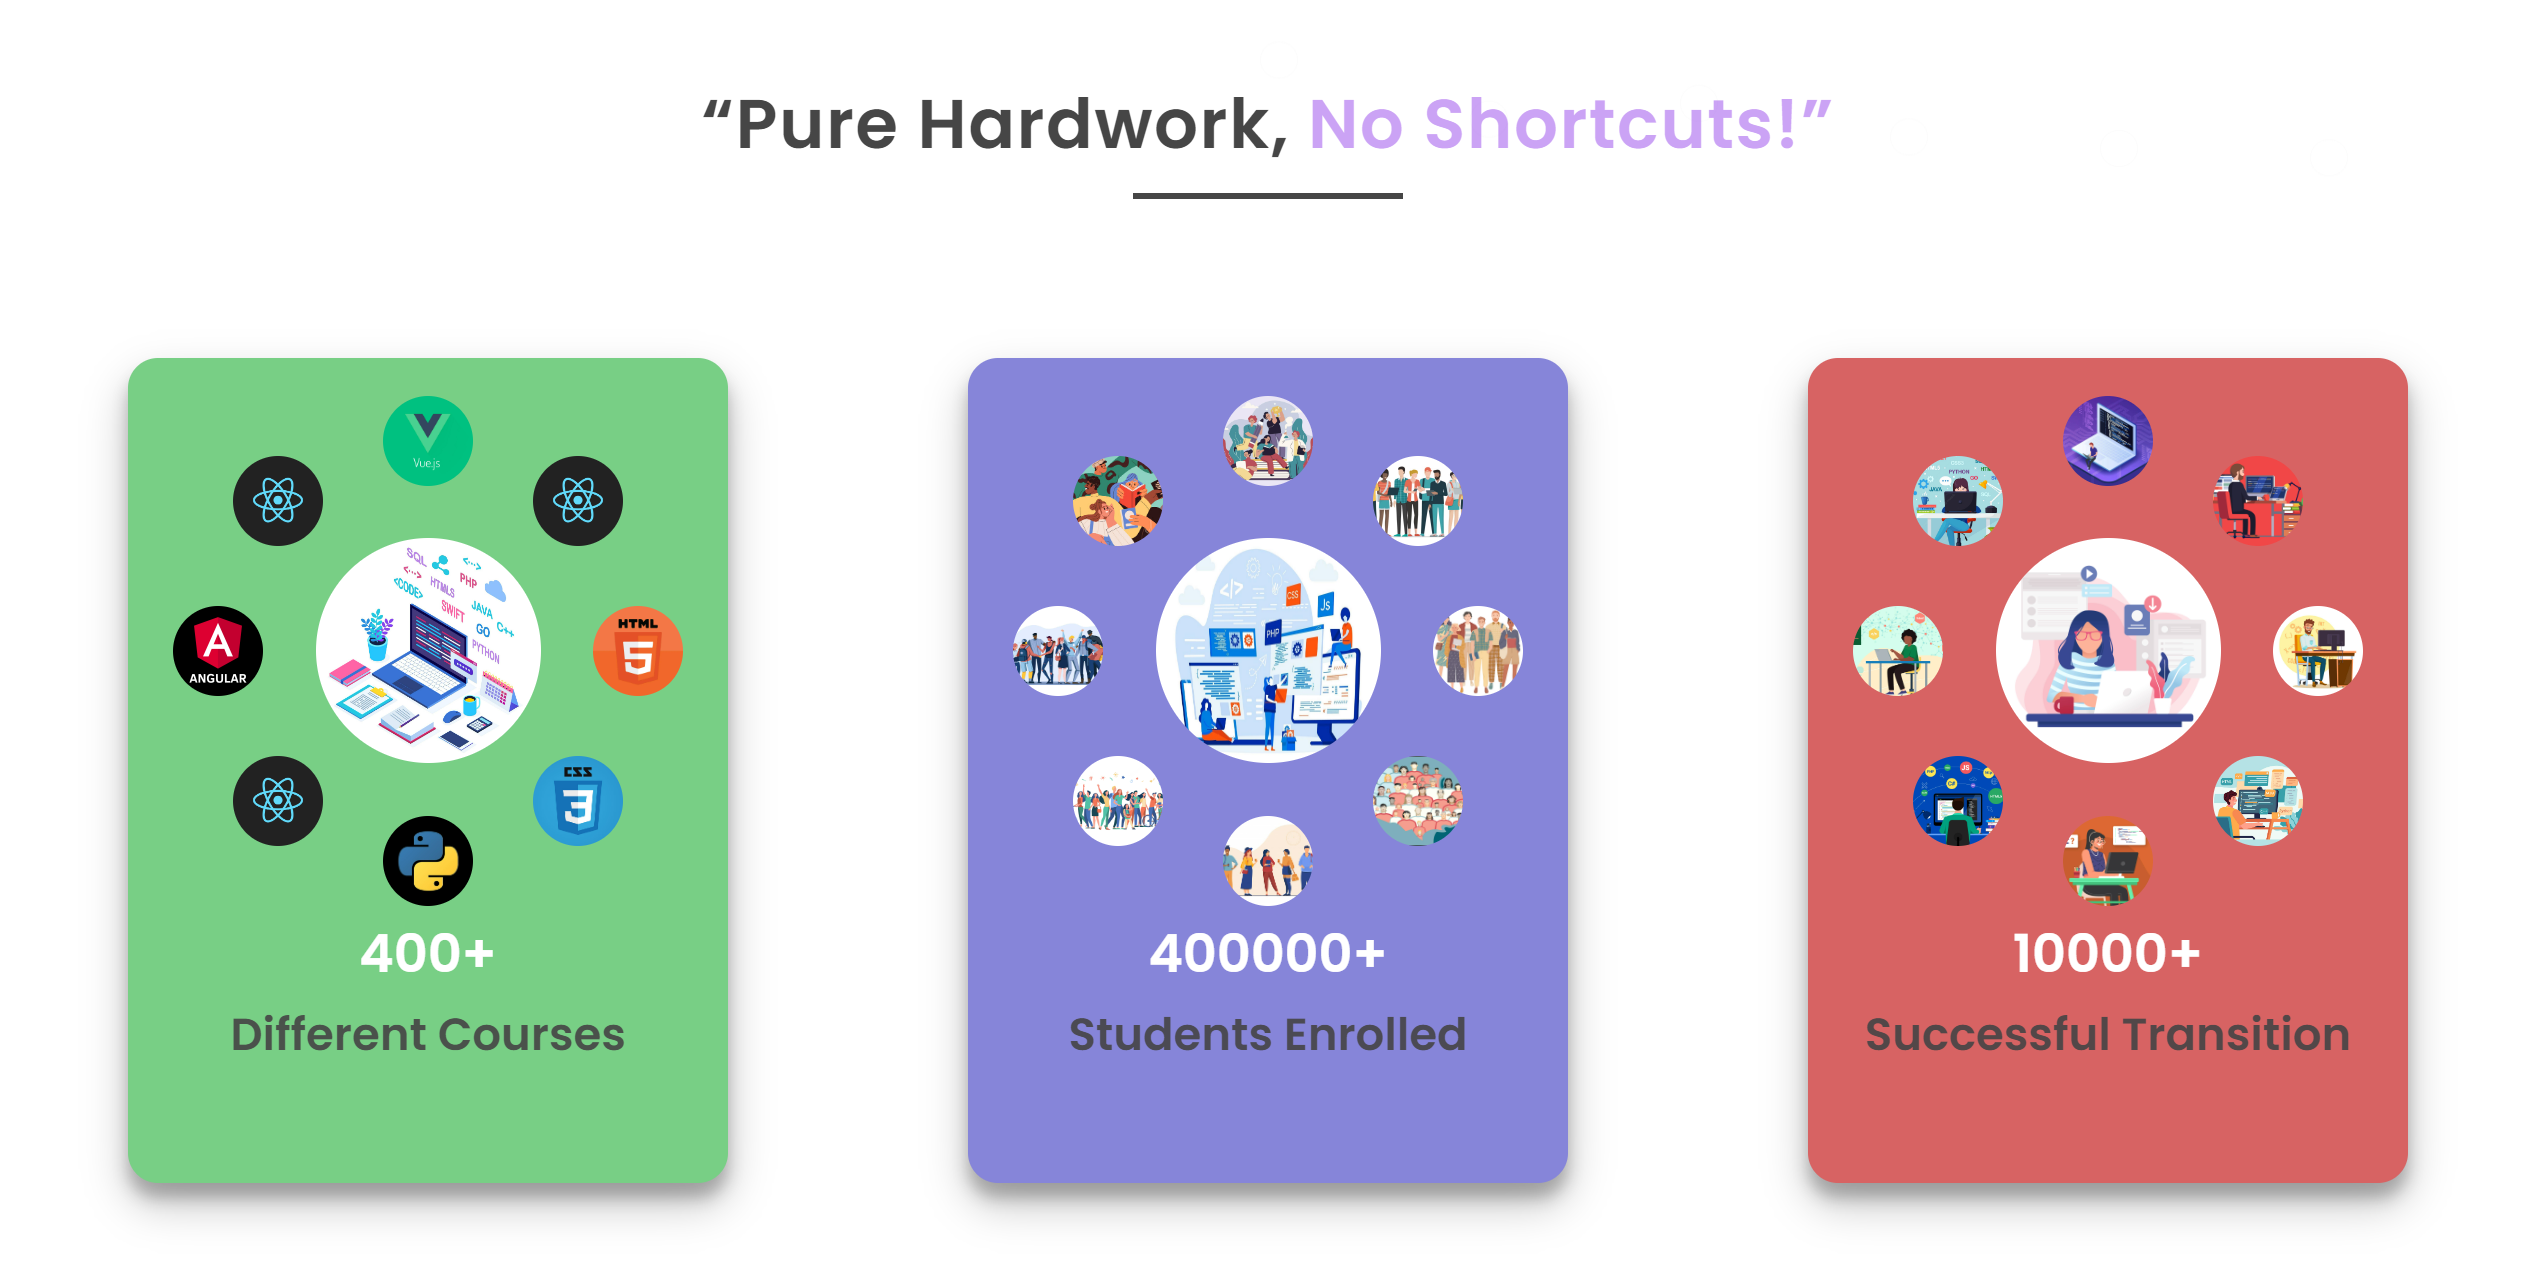 “Pure Hardwork, No Shortcuts!”
Vue.js
ANGULAR
HTML
5
CSS
3
SQL
<...>
<...>
PHP
<CODE>
HTML5
SWIFT
JAVA
GO
C++
PYTHON
400+
Different Courses
</>
CSS
Js
PHP
400000+
Students Enrolled
PYTHON
JAVA
JS
10000+
Successful Transition